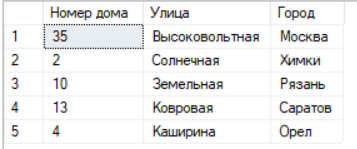 Номер дома Улица Город
1 35 Высоковольтная Москва
2 2 Солнечная Химки
3 10 Земельная Рязань
4 13 Ковровая Саратов
5 4 Каширина Орел